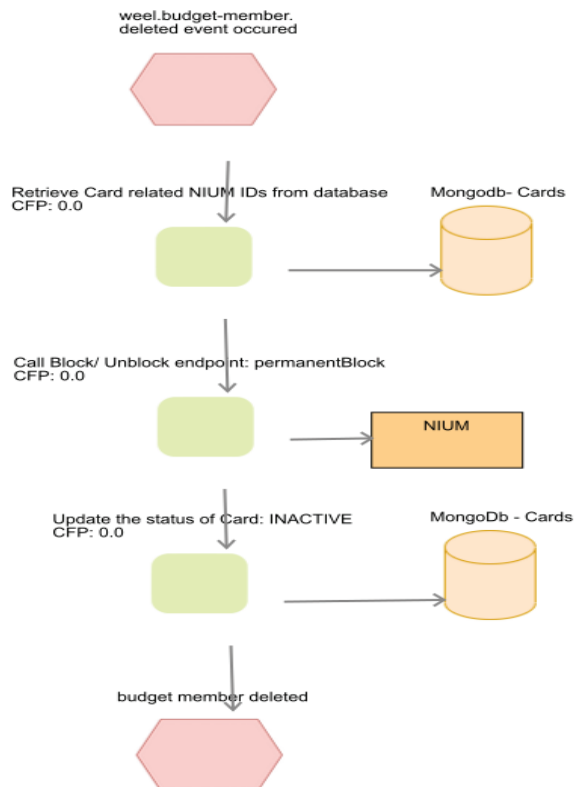 weel.budget-member.
deleted event occured
Retrieve Card related NIUM IDs from database
CFP: 0.0
Mongodb- Cards
Call Block/ Unblock endpoint: permanentBlock
CFP: 0.0
NIUM
Update the status of Card: INACTIVE
CFP: 0.0
MongoDb - Cards
budget member deleted